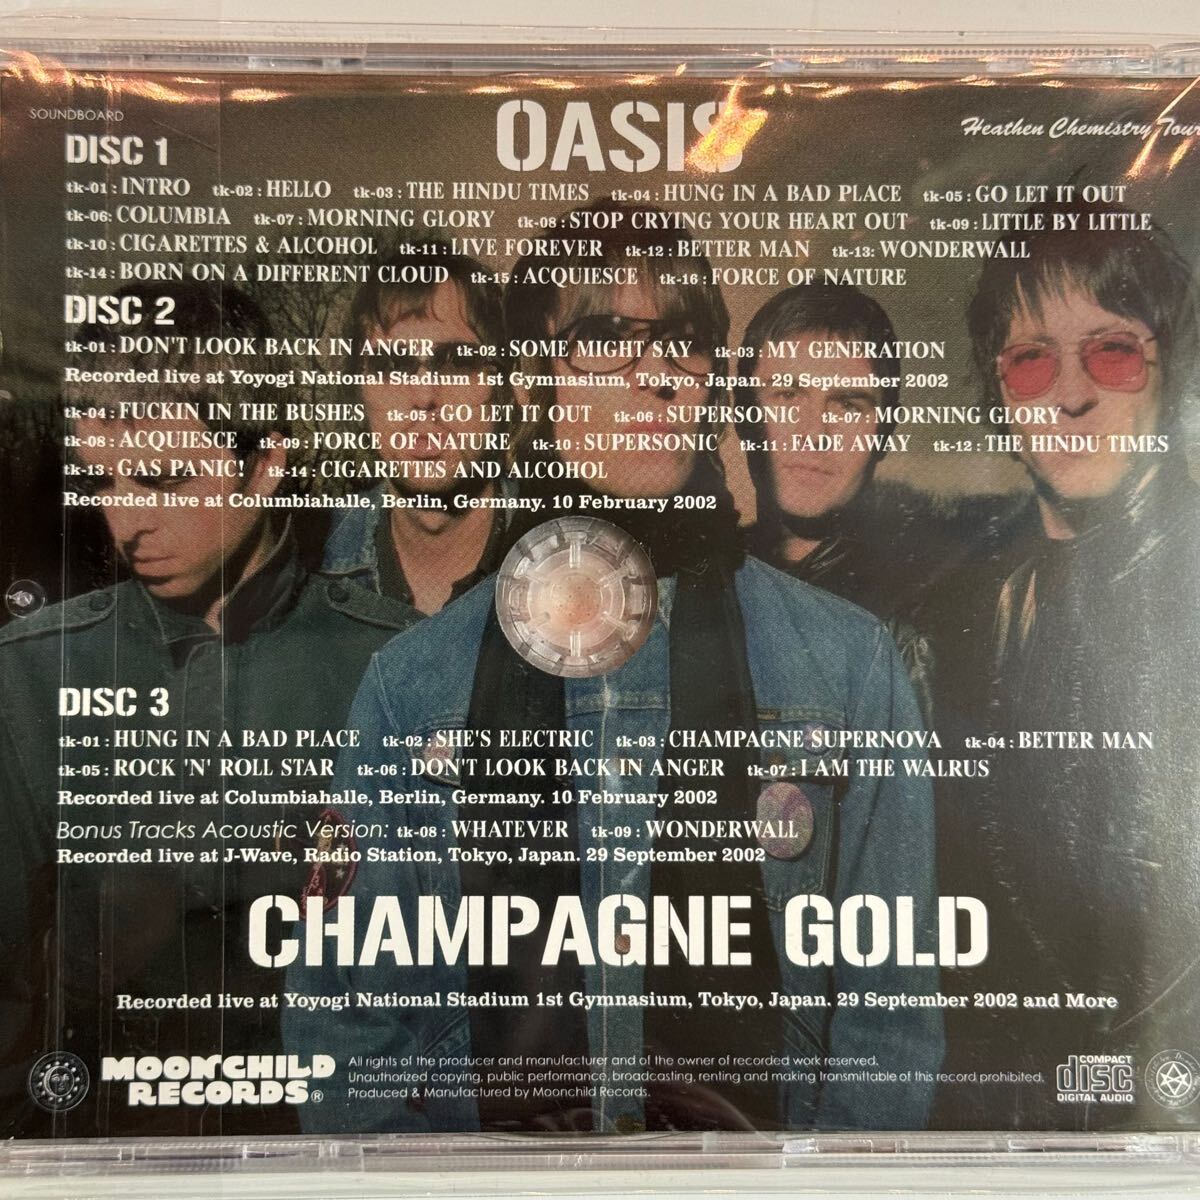 SOUNDBOARD
OASIS
Heathen Chemistry Tour
DISC 1
tk-01 : INTRO tk-02 : HELLO tk-03 : THE HINDU TIMES tk-04 : HUNG IN A BAD PLACE tk-05 : GO LET IT OUT
tk-06: COLUMBIA tk-07 : MORNING GLORY tk-08 : STOP CRYING YOUR HEART OUT tk-09 : LITTLE BY LITTLE
tk-10 : CIGARETTES & ALCOHOL tk-11 : LIVE FOREVER tk-12 : BETTER MAN tk-13: WONDERWALL
tk-14 : BORN ON A DIFFERENT CLOUD tk-15 : ACQUIESCE tk-16 : FORCE OF NATURE
DISC 2
tk-01 : DON'T LOOK BACK IN ANGER tk-02 : SOME MIGHT SAY tk-03 : MY GENERATION
Recorded live at Yoyogi National Stadium 1st Gymnasium, Tokyo, Japan. 29 September 2002
tk-04 : FUCKIN IN THE BUSHES tk-05 : GO LET IT OUT tk-06 : SUPERSONIC tk-07 : MORNING GLORY
tk-08 : ACQUIESCE tk-09 : FORCE OF NATURE tk-10 : SUPERSONIC tk-11 : FADE AWAY tk-12 : THE HINDU TIMES
tk-13 : GAS PANIC! tk-14 : CIGARETTES AND ALCOHOL
Recorded live at Columbiahalle, Berlin, Germany. 10 February 2002
DISC 3
tk-01 : HUNG IN A BAD PLACE tk-02 : SHE'S ELECTRIC tk-03 : CHAMPAGNE SUPERNOVA tk-04 : BETTER MAN
tk-05 : ROCK 'N' ROLL STAR tk-06 : DON'T LOOK BACK IN ANGER tk-07 : I AM THE WALRUS
Recorded live at Columbiahalle, Berlin, Germany. 10 February 2002
Bonus Tracks Acoustic Version: tk-08 : WHATEVER tk-09 : WONDERWALL
Recorded live at J-Wave, Radio Station, Tokyo, Japan. 29 September 2002
CHAMPAGNE GOLD
Recorded live at Yoyogi National Stadium 1st Gymnasium, Tokyo, Japan. 29 September 2002 and More
MOONCHILD
RECORDS®
All rights of the producer and manufacturer and of the owner of recorded work reserved.
Unauthorized copying, public performance, broadcasting, renting and making transmittable of this record prohibited.
Produced & Manufactured by Moonchild Records.
COMPACT
disc
DIGITAL AUDIO